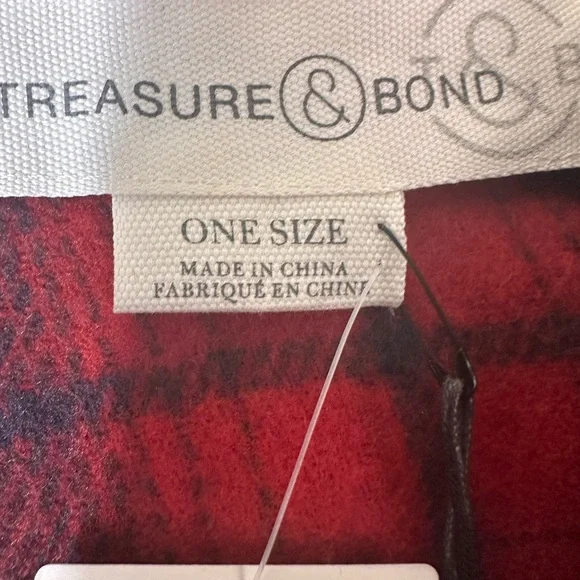 TREASURE & BOND
& B
ONE SIZE
MADE IN CHINA
FABRIQUÉ EN CHINE